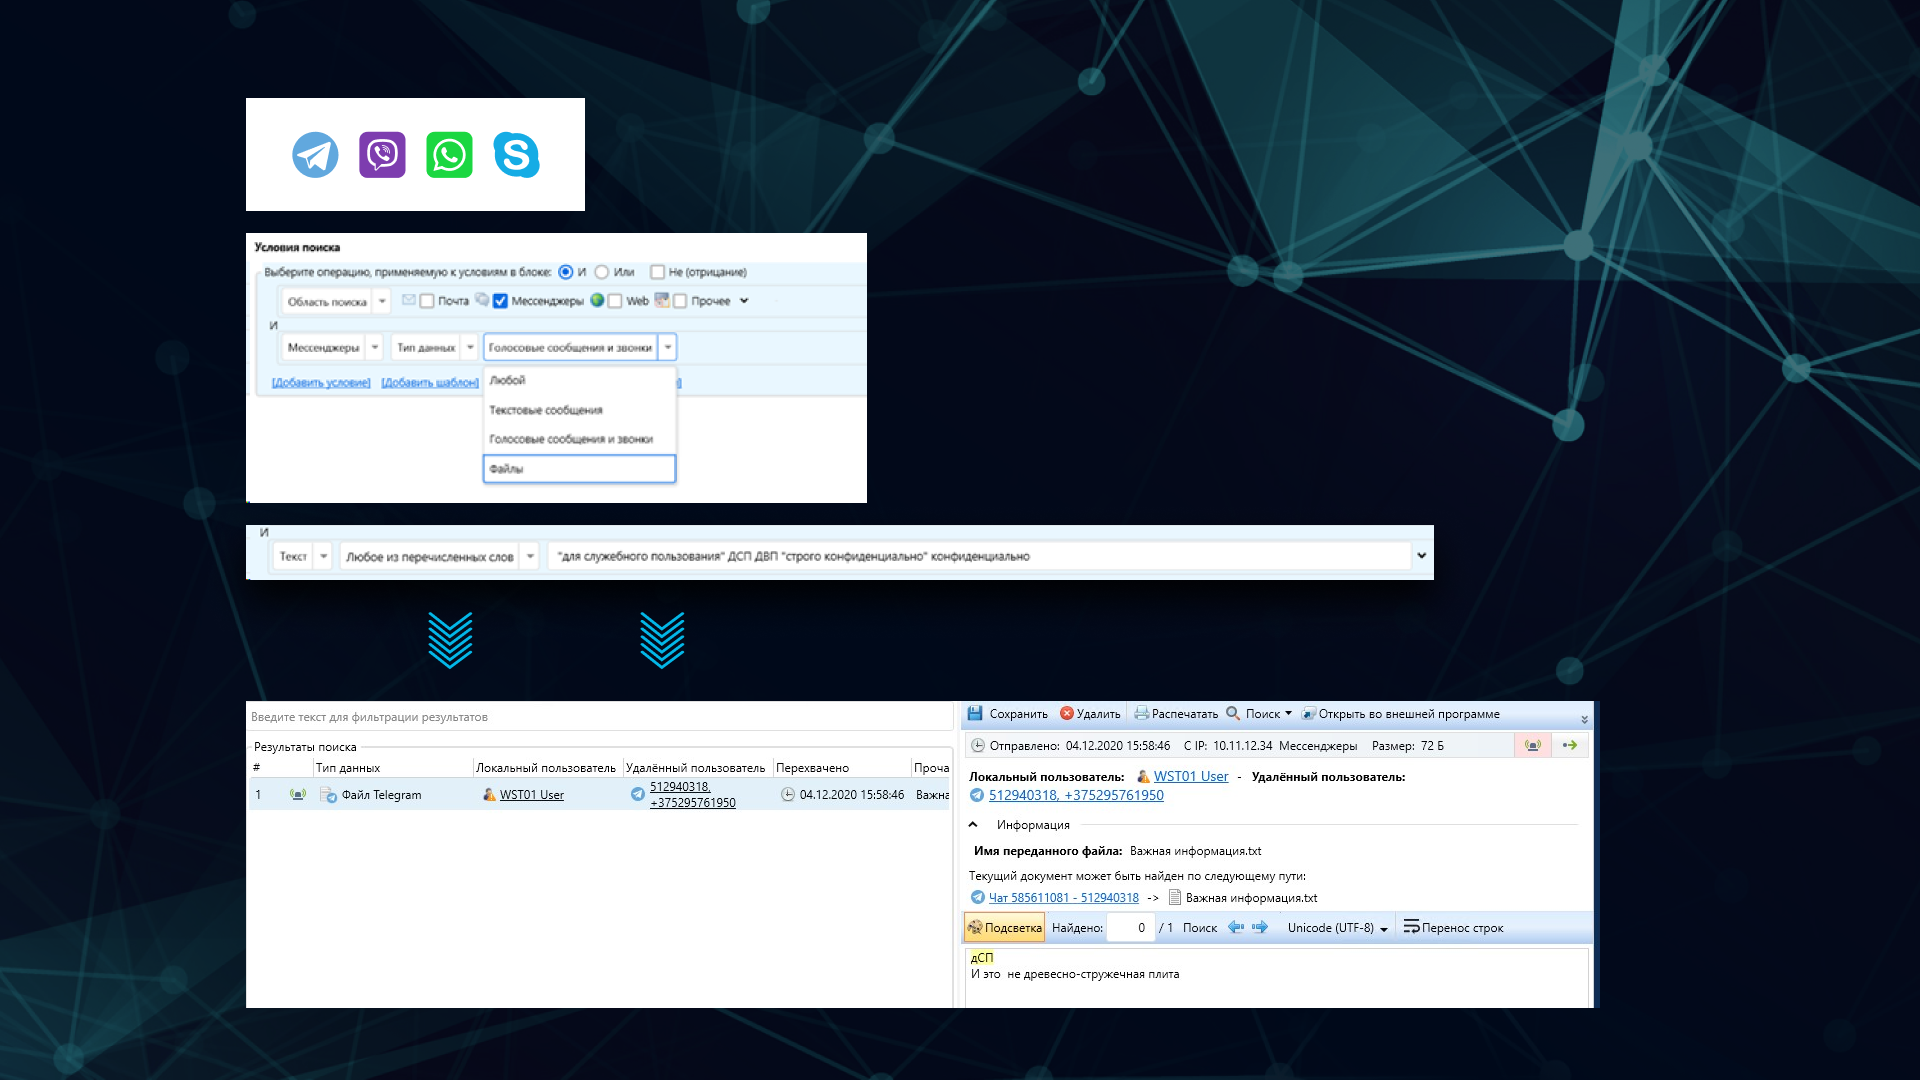 Условия поиска
Выберите операцию, применяемую к условиям в блоке: И Или Не (отрицание)
Область поиска Почта Мессенджеры Web Прочее
И
Мессенджеры Тип данных Голосовые сообщения и звонки
[Добавить условие] [Добавить шаблон]
Любой
Текстовые сообщения
Голосовые сообщения и звонки
Файлы
И
Текст Любое из перечисленных слов "для служебного пользования" ДСП ДВП "строго конфиденциально" конфиденциально
Введите текст для фильтрации результатов
Результаты поиска
# Тип данных Локальный пользователь Удалённый пользователь Перехвачено Проча
1 Файл Telegram WST01 User 512940318, +375295761950 04.12.2020 15:58:46 Важна
Сохранить Удалить Распечатать Поиск Открыть во внешней программе
Отправлено: 04.12.2020 15:58:46 С IP: 10.11.12.34 Мессенджеры Размер: 72 Б
Локальный пользователь: WST01 User - Удалённый пользователь:
512940318, +375295761950
Информация
Имя переданного файла: Важная информация.txt
Текущий документ может быть найден по следующему пути:
Чат 585611081 - 512940318 -> Важная информация.txt
Подсветка Найдено: 0 / 1 Поиск Unicode (UTF-8) Перенос строк
дСП
И это не древесно-стружечная плита